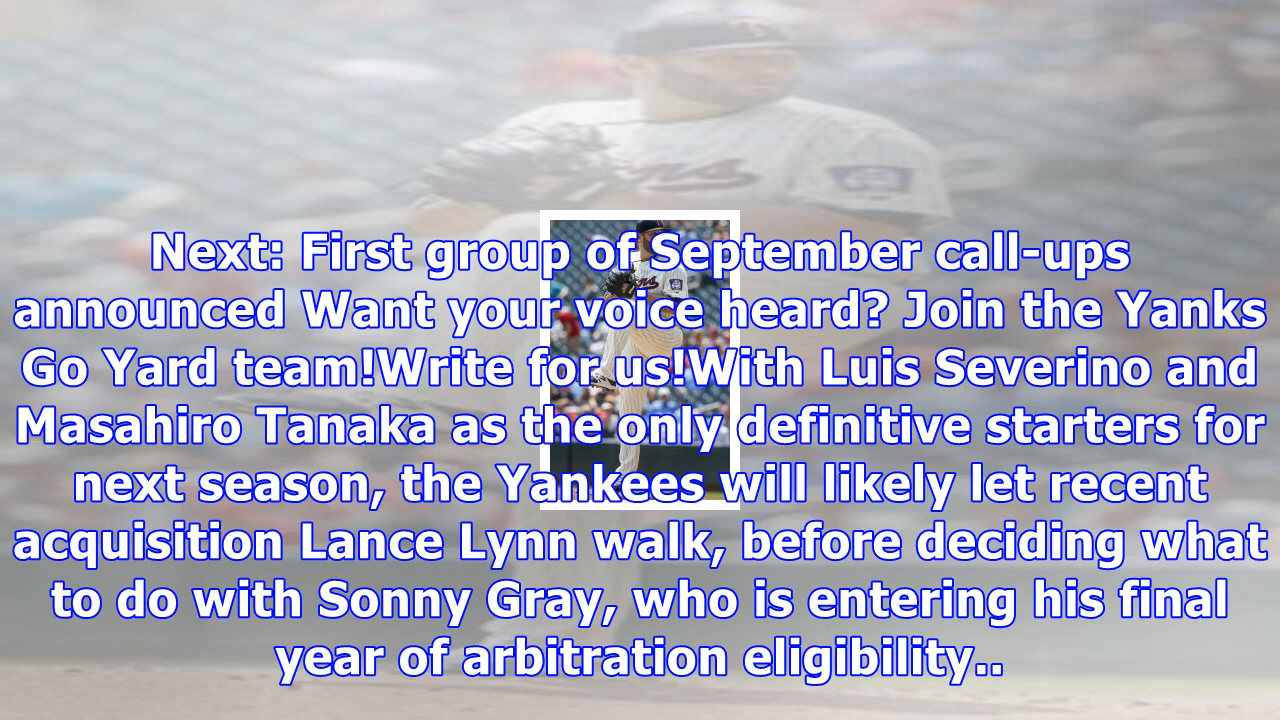 Next: First group of September call-ups
announced Want your voice heard? Join the Yanks
Go Yard team!Write for us!With Luis Severino and
Masahiro Tanaka as the only definitive starters for
next season, the Yankees will likely let recent
acquisition Lance Lynn walk, before deciding what
to do with Sonny Gray, who is entering his final
year of arbitration eligibility..